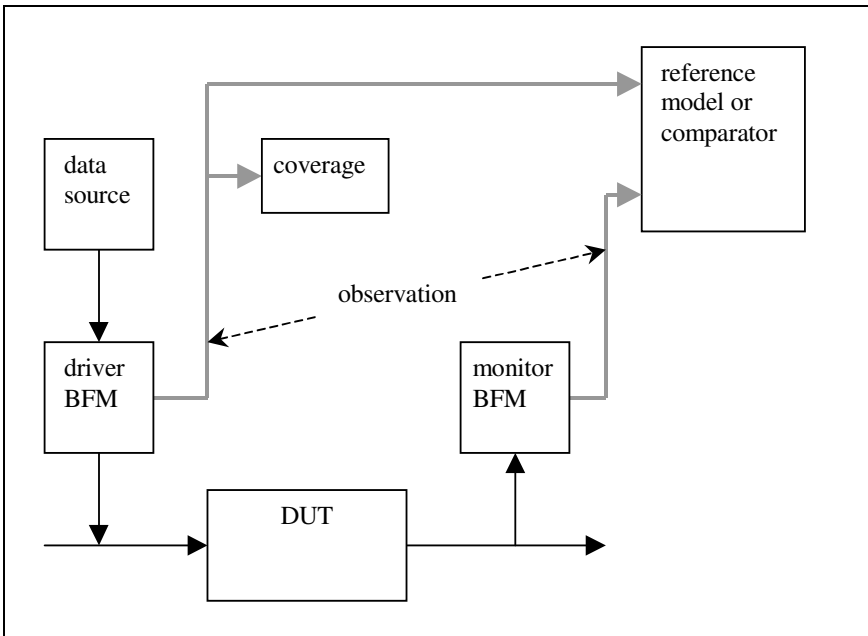 reference
model or
comparator
data
source
coverage
observation
driver
BFM
monitor
BFM
DUT